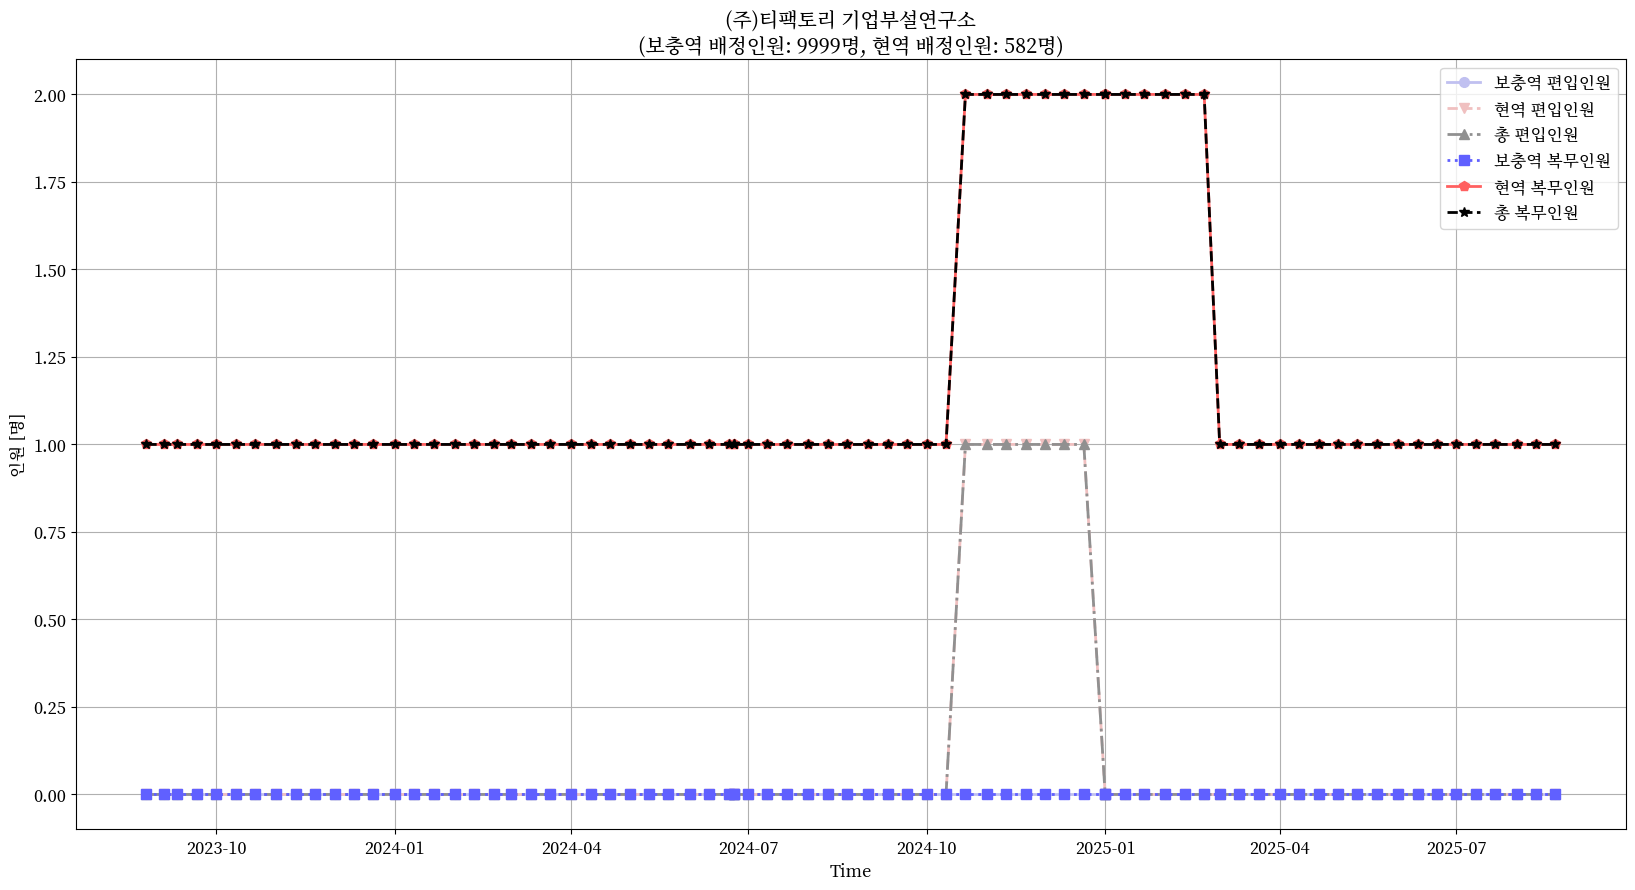 (주)티팩토리 기업부설연구소
(보충역 배정인원: 9999명, 현역 배정인원: 582명)
보충역 편입인원
현역 편입인원
총 편입인원
보충역 복무인원
현역 복무인원
총 복무인원
인원 [명]
2.00
1.75
1.50
1.25
1.00
0.75
0.50
0.25
0.00
2023-10
2024-01
2024-04
2024-07
2024-10
2025-01
2025-04
2025-07
Time